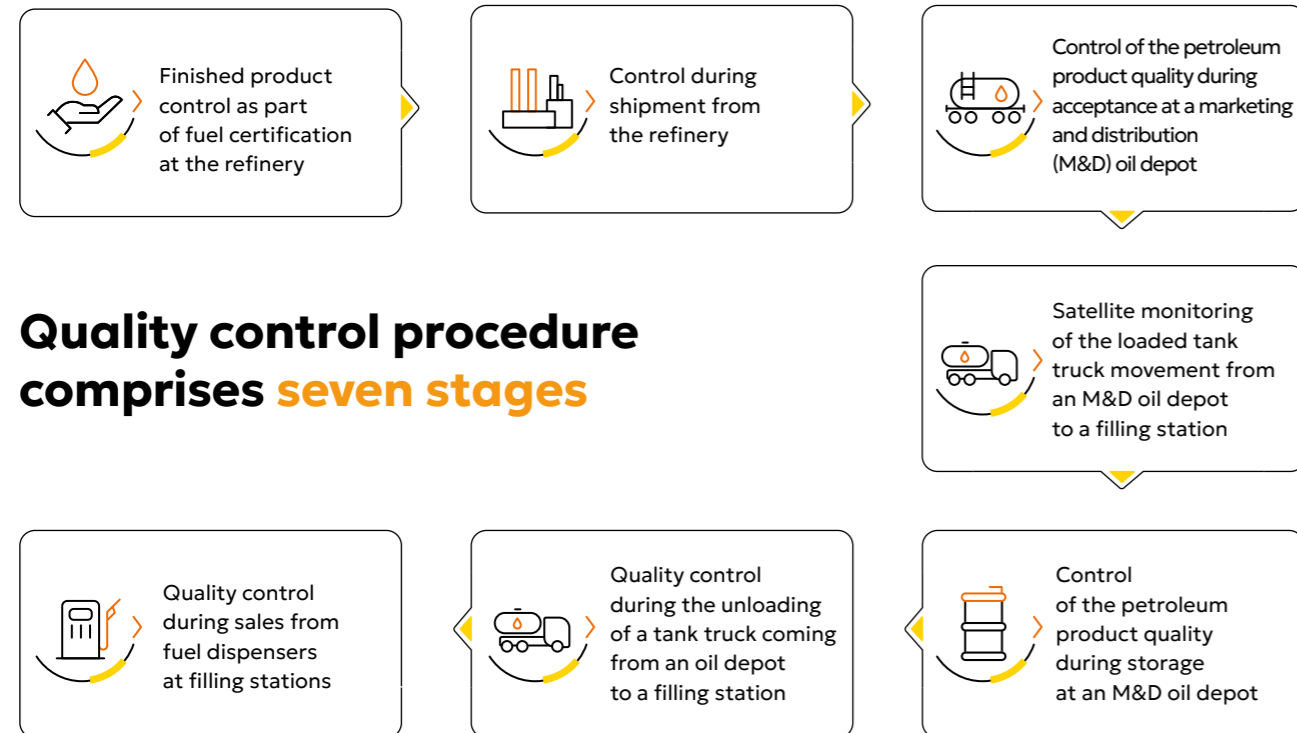 Finished product
control as part
of fuel certification
at the refinery
Control during
shipment from
the refinery
Control of the petroleum
product quality during
acceptance at a marketing
and distribution
(M&D) oil depot
Quality control procedure
comprises seven stages
Satellite monitoring
of the loaded tank
truck movement from
an M&D oil depot
to a filling station
Control
of the petroleum
product quality
during storage
at an M&D oil depot
Quality control
during the unloading
of a tank truck coming
from an oil depot
to a filling station
Quality control
during sales from
fuel dispensers
at filling stations